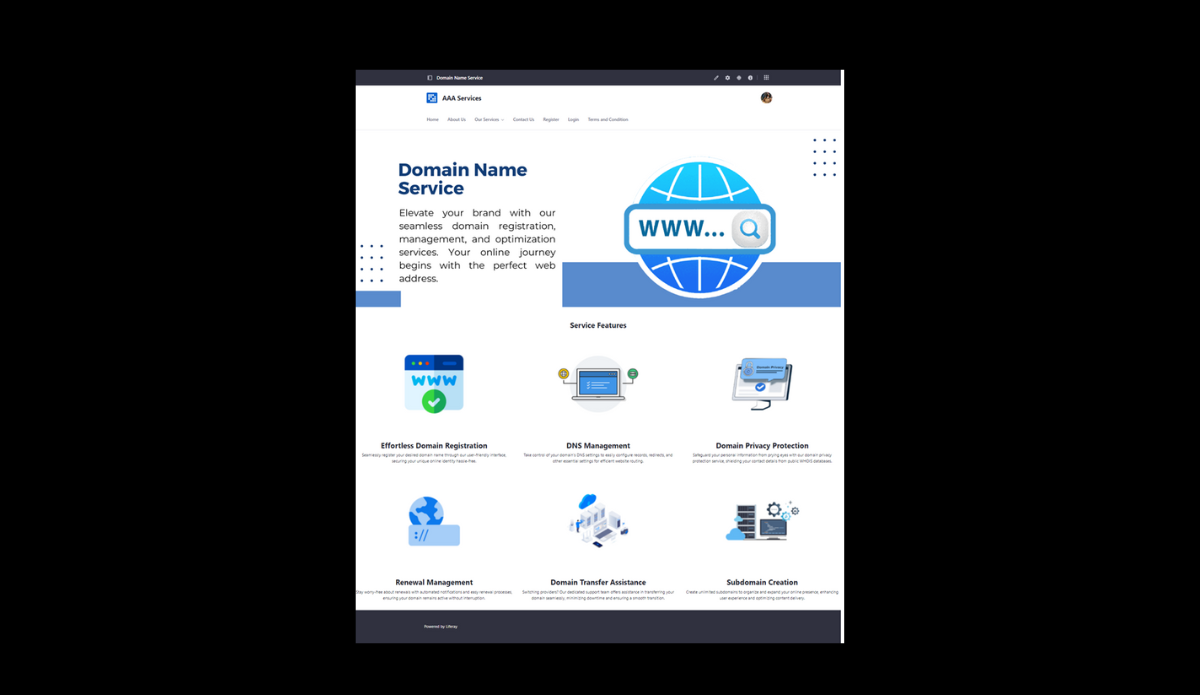 Domain Name Service
AAA Services
Home About Us Our Services Contact Us Register Login Terms and Condition
Domain Name
Service
Elevate your brand with our
seamless domain registration,
management, and optimization
services. Your online journey
begins with the perfect web
address.
WWW...
Service Features
WWW
Domain Privacy
Effortless Domain Registration
DNS Management
Domain Privacy Protection
Seamlessly register your desired domain name through our user-friendly interface,
securing your unique online identity hassle-free.
Take control of your domain's DNS settings to easily configure records, redirects, and
other essential settings for efficient website routing.
Safeguard your personal information from prying eyes with our domain privacy
protection service, shielding your contact details from public WHOIS databases.
://
Renewal Management
Domain Transfer Assistance
Subdomain Creation
Stay worry-free about renewals with automated notifications and easy renewal processes,
ensuring your domain remains active without interruption.
Switching providers? Our dedicated support team offers assistance in transferring your
domain seamlessly, minimizing downtime and ensuring a smooth transition.
Create unlimited subdomains to organize and expand your online presence, enhancing
user experience and optimizing content delivery.
Powered by Liferay